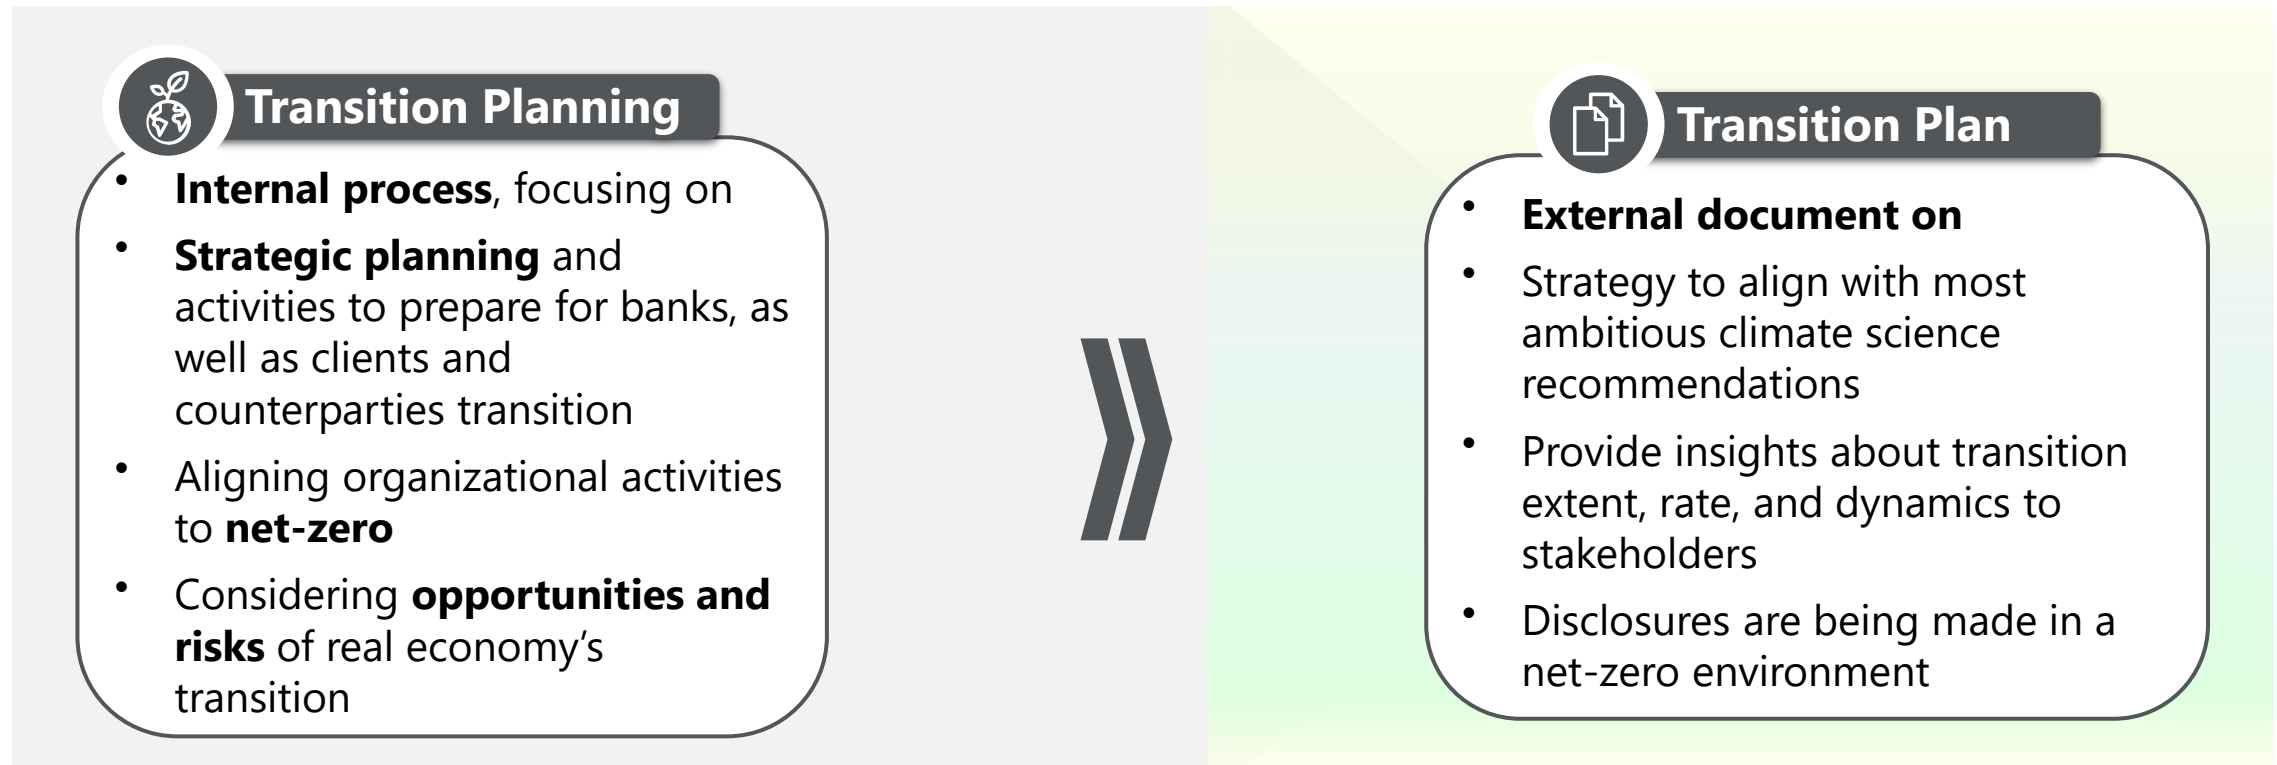 Transition Planning
• Internal process, focusing on
• Strategic planning and
activities to prepare for banks, as
well as clients and
counterparties transition
• Aligning organizational activities
to net-zero
• Considering opportunities and
risks of real economy’s
transition
Transition Plan
• External document on
• Strategy to align with most
ambitious climate science
recommendations
• Provide insights about transition
extent, rate, and dynamics to
stakeholders
• Disclosures are being made in a
net-zero environment